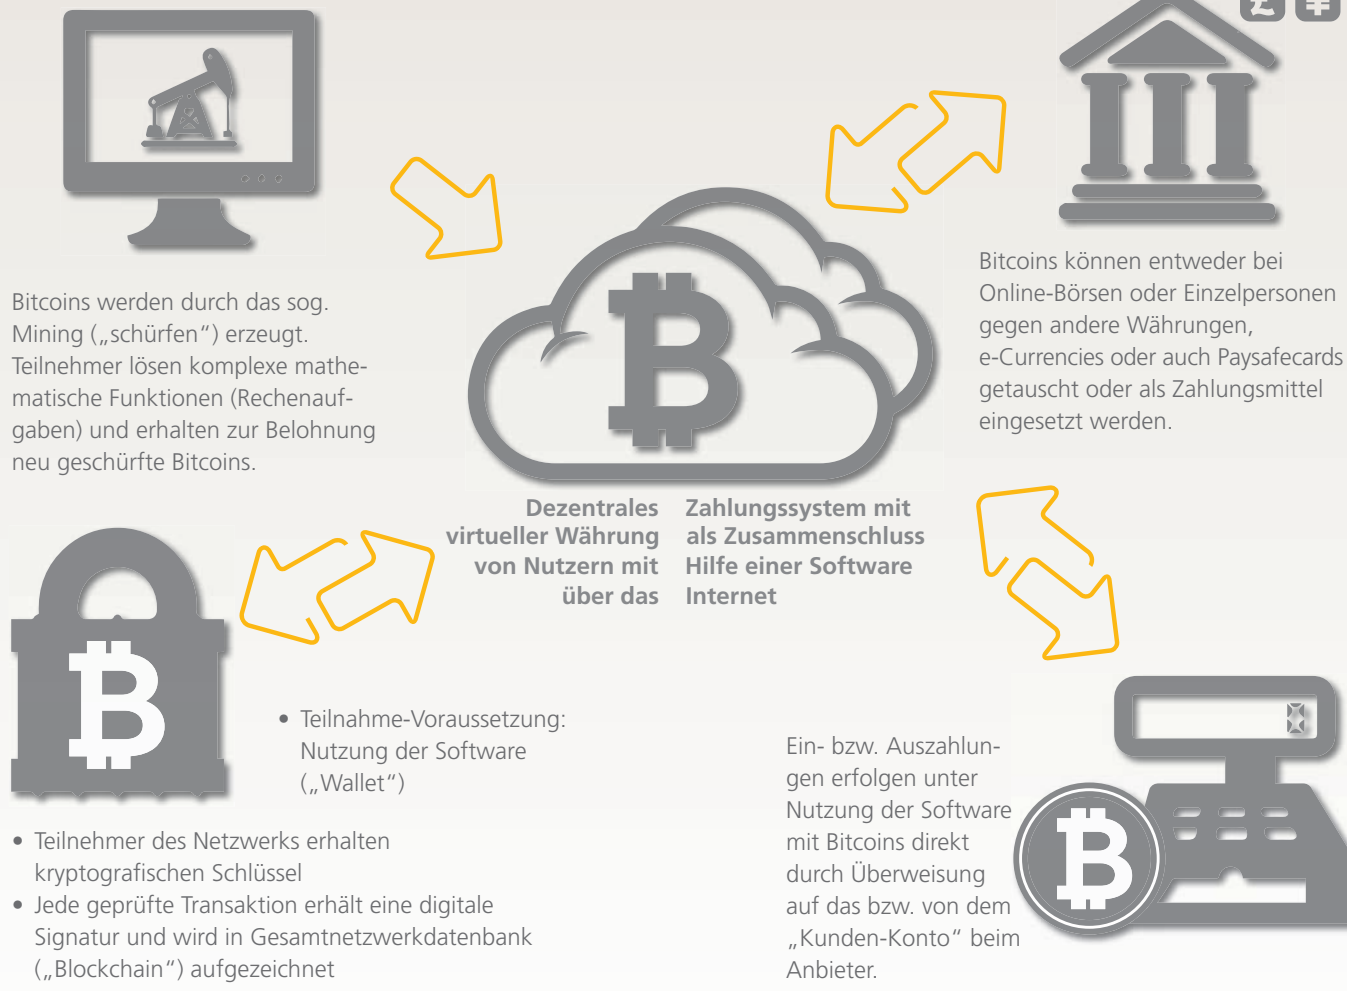 Bitcoins werden durch das sog.
Mining („schürfen“) erzeugt.
Teilnehmer lösen komplexe mathe-
matische Funktionen (Rechenauf-
gaben) und erhalten zur Belohnung
neu geschürfte Bitcoins.
£ ¥
Bitcoins können entweder bei
Online-Börsen oder Einzelpersonen
gegen andere Währungen,
e-Currencies oder auch Paysafecards
getauscht oder als Zahlungsmittel
eingesetzt werden.
Dezentrales Zahlungssystem mit
virtueller Währung als Zusammenschluss
von Nutzern mit Hilfe einer Software
über das Internet
• Teilnahme-Voraussetzung:
Nutzung der Software
(„Wallet“)
• Teilnehmer des Netzwerks erhalten
kryptografischen Schlüssel
• Jede geprüfte Transaktion erhält eine digitale
Signatur und wird in Gesamtnetzwerkdatenbank
(„Blockchain“) aufgezeichnet
Ein- bzw. Auszahlun-
gen erfolgen unter
Nutzung der Software
mit Bitcoins direkt
durch Überweisung
auf das bzw. von dem
„Kunden-Konto“ beim
Anbieter.
0